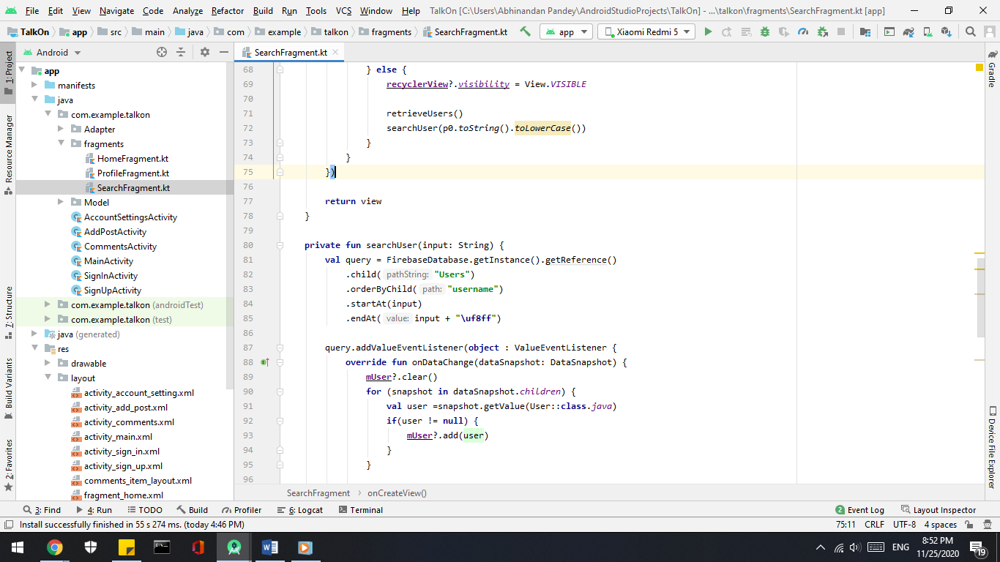 File Edit View Navigate Code Analyze Refactor Build Run Tools VCS Window Help TalkOn [C:\Users\Abhinandan Pandey\AndroidStudioProjects\TalkOn] - ...\talkon\fragments\SearchFragment.kt [app]
TalkOn app src main java com example talkon fragments SearchFragment.kt app Xiaomi Redmi 5
Android
SearchFragment.kt
1: Project
Resource Manager
7: Structure
Build Variants
2: Favorites
app
manifests
java
com.example.talkon
Adapter
fragments
HomeFragment.kt
ProfileFragment.kt
SearchFragment.kt
Model
AccountSettingsActivity
AddPostActivity
CommentsActivity
MainActivity
SignInActivity
SignUpActivity
com.example.talkon (androidTest)
com.example.talkon (test)
java (generated)
res
drawable
layout
activity_account_setting.xml
activity_add_post.xml
activity_comments.xml
activity_main.xml
activity_sign_in.xml
activity_sign_up.xml
comments_item_layout.xml
fragment_home.xml
68 } else {
69 recyclerView?.visibility = View.VISIBLE
70
71 retrieveUsers()
72 searchUser(p0.toString().toLowerCase())
73 }
74 }
75 })
76
77 return view
78 }
79
80 private fun searchUser(input: String) {
81 val query = FirebaseDatabase.getInstance().getReference()
82 .child( pathString: "Users")
83 .orderByChild( path: "username")
84 .startAt(input)
85 .endAt( value: input + "\uf8ff")
86
87 query.addValueEventListener(object : ValueEventListener {
88 override fun onDataChange(dataSnapshot: DataSnapshot) {
89 mUser?.clear()
90 for (snapshot in dataSnapshot.children) {
91 val user =snapshot.getValue(User::class.java)
92 if(user != null) {
93 mUser?.add(user)
94 }
95 }
96
SearchFragment › onCreateView()
Gradle
Device File Explorer
3: Find 4: Run TODO Build Profiler 6: Logcat Terminal 2 Event Log Layout Inspector
Install successfully finished in 55 s 274 ms. (today 4:46 PM) 75:11 CRLF UTF-8 4 spaces
ENG
8:52 PM
11/25/2020
19